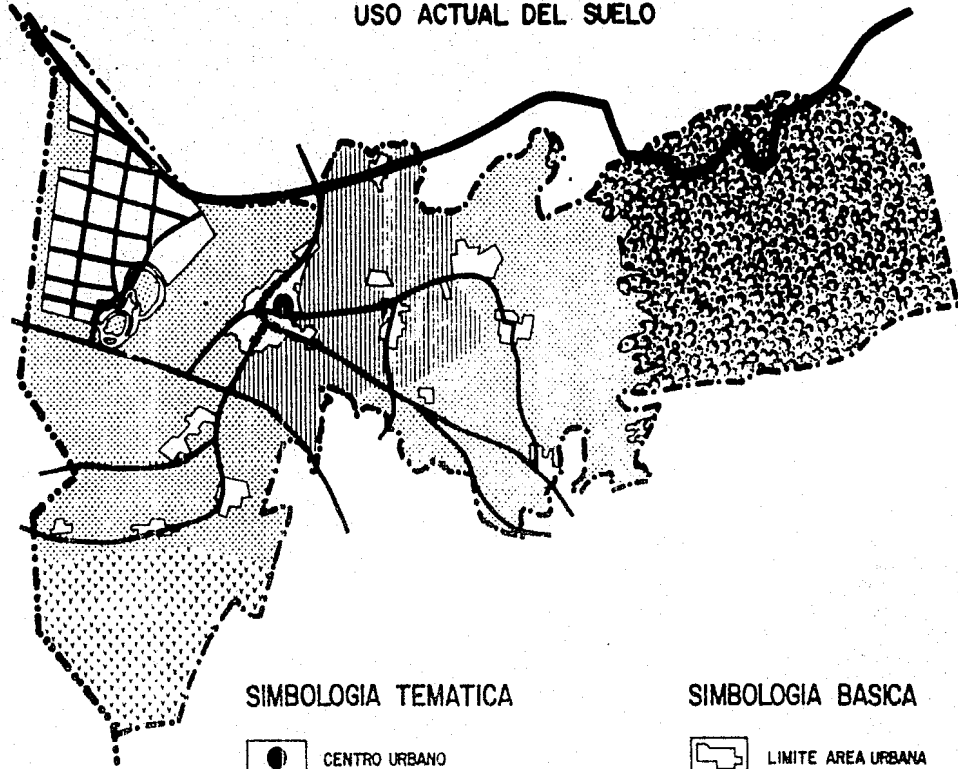 USO ACTUAL DEL SUELO
SIMBOLOGIA TEMATICA
CENTRO URBANO
SIMBOLOGIA BASICA
LIMITE AREA URBANA